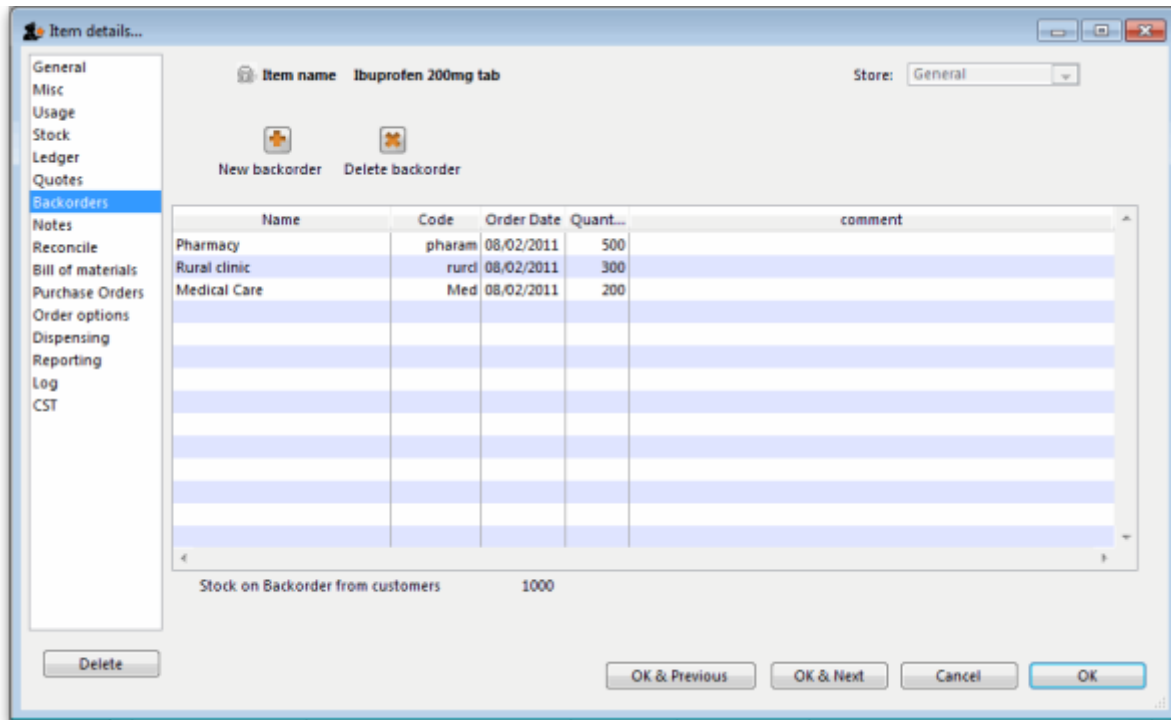 Item details...
General
Misc
Usage
Stock
Ledger
Quotes
Backorders
Notes
Reconcile
Bill of materials
Purchase Orders
Order options
Dispensing
Reporting
Log
CST
Delete
Item name Ibuprofen 200mg tab
Store: General
New backorder Delete backorder
Name Code Order Date Quant... comment
Pharmacy pharam 08/02/2011 500
Rural clinic rurcl 08/02/2011 300
Medical Care Med 08/02/2011 200
Stock on Backorder from customers 1000
OK & Previous OK & Next Cancel OK